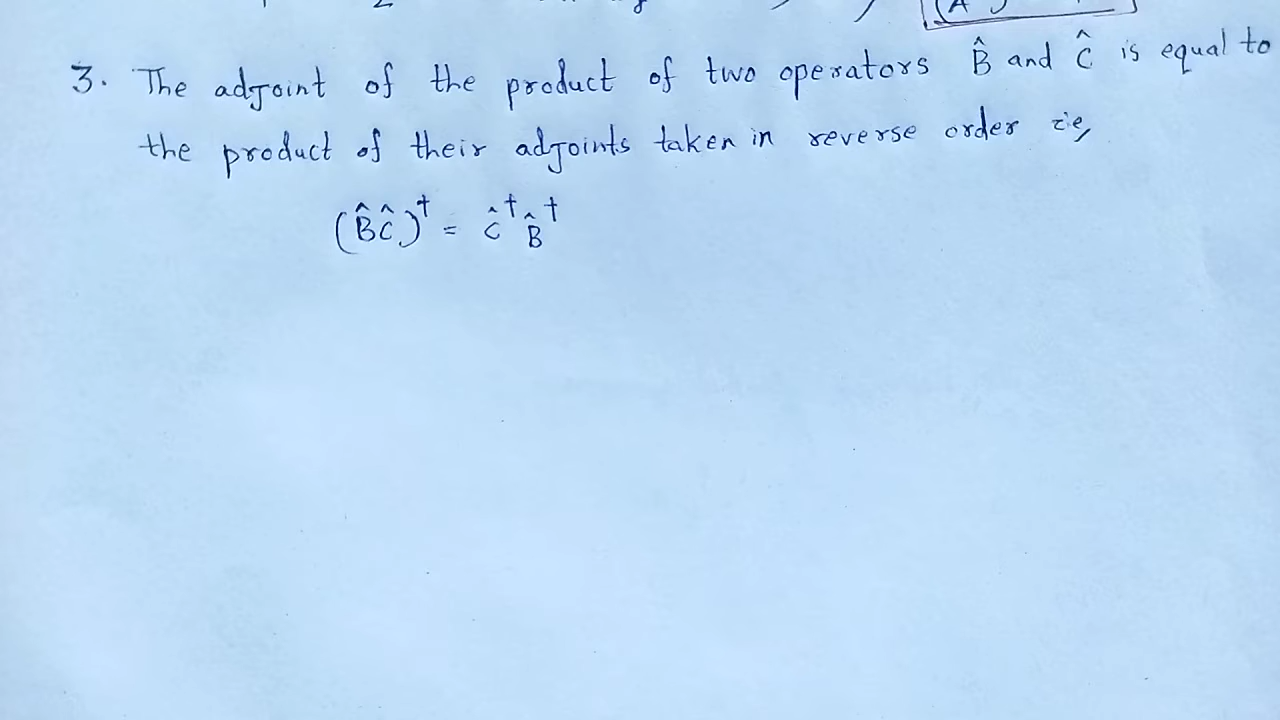 3. The adjoint of the product of two operators B̂ and Ĉ is equal to
the product of their adjoints taken in reverse order ie,
(B̂Ĉ)† = Ĉ† B̂†